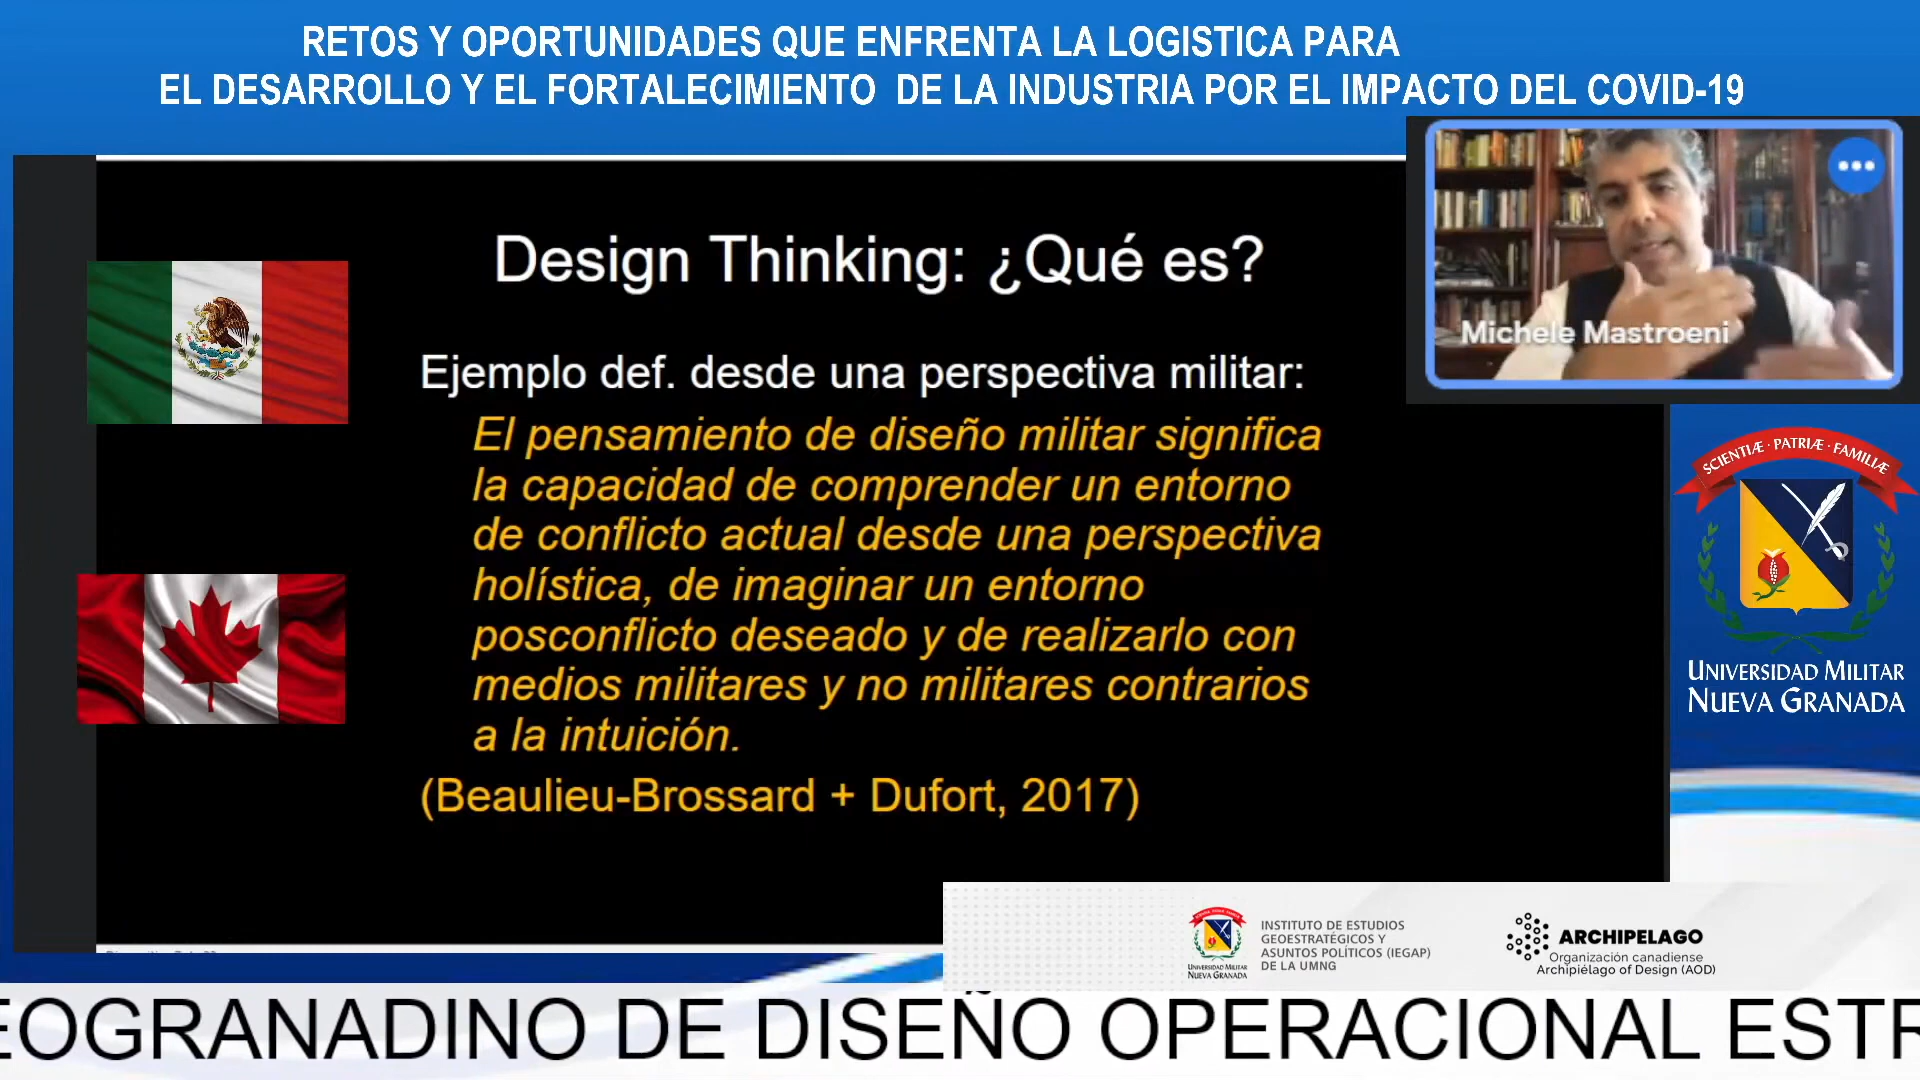 RETOS Y OPORTUNIDADES QUE ENFRENTA LA LOGISTICA PARA
EL DESARROLLO Y EL FORTALECIMIENTO DE LA INDUSTRIA POR EL IMPACTO DEL COVID-19
Design Thinking: ¿Qué es?
Ejemplo def. desde una perspectiva militar:
El pensamiento de diseño militar significa
la capacidad de comprender un entorno
de conflicto actual desde una perspectiva
holística, de imaginar un entorno
posconflicto deseado y de realizarlo con
medios militares y no militares contrarios
a la intuición.
(Beaulieu-Brossard + Dufort, 2017)
Michele Mastroeni
SCIENTIÆ · PATRIÆ · FAMILIÆ
UNIVERSIDAD MILITAR
NUEVA GRANADA
UNIVERSIDAD MILITAR
NUEVA GRANADA
INSTITUTO DE ESTUDIOS
GEOESTRATÉGICOS Y
ASUNTOS POLÍTICOS (IEGAP)
DE LA UMNG
ARCHIPELAGO
Organización canadiense
Archipiélago of Design (AOD)
EOGRANADINO DE DISEÑO OPERACIONAL ESTR